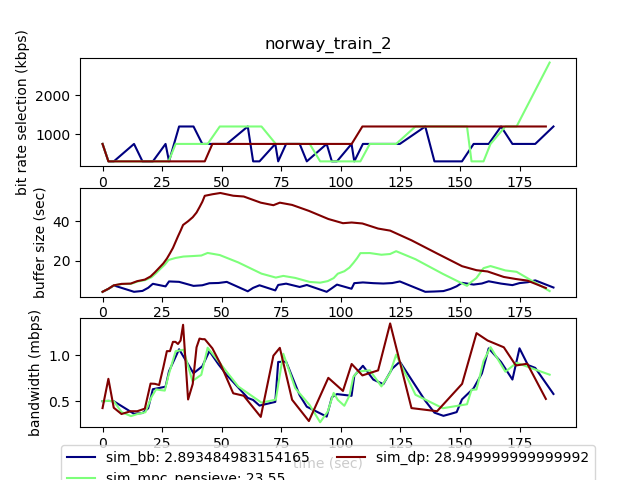 norway_train_2
bit rate selection (kbps)
2000
1000
0 25 50 75 100 125 150 175
buffer size (sec)
40
20
0 25 50 75 100 125 150 175
bandwidth (mbps)
1.0
0.5
0 25 50 75 100 125 150 175
time (sec)
sim_bb: 2.893484983154165
sim_dp: 28.949999999999992
sim_mpc_pensieve: 23.55